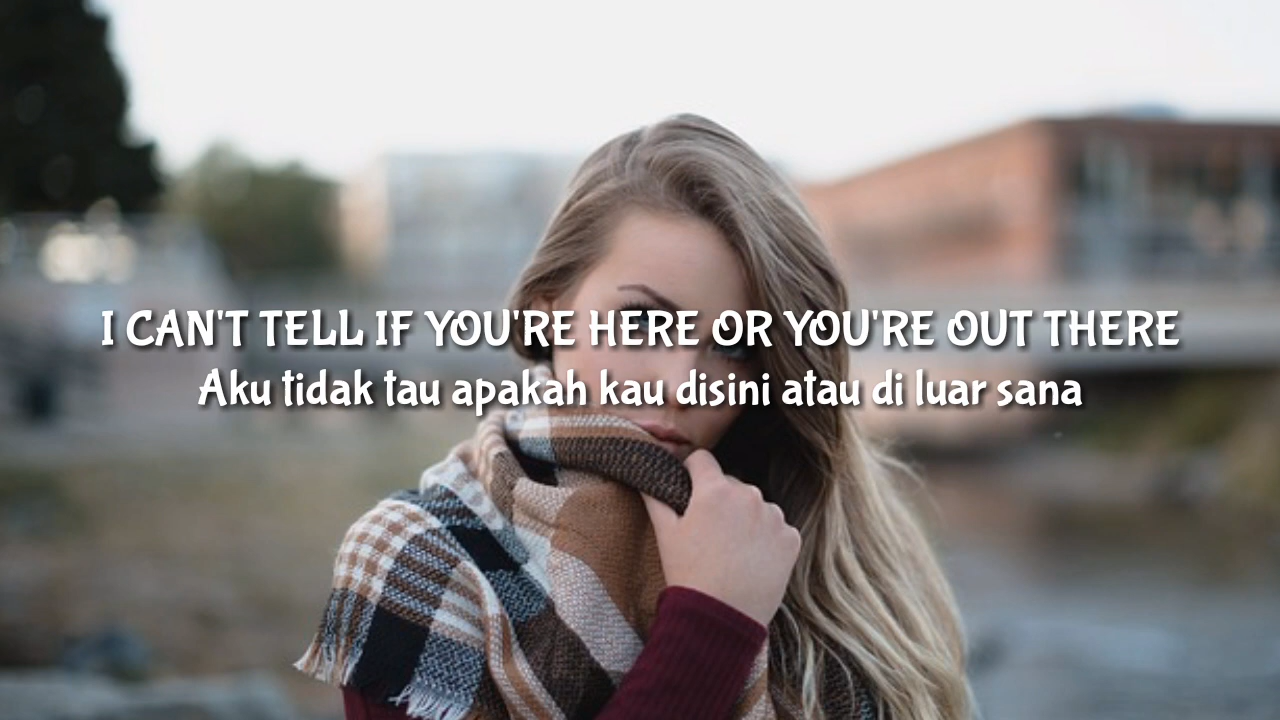 I CAN'T TELL IF YOU'RE HERE OR YOU'RE OUT THERE
Aku tidak tau apakah kau disini atau di luar sana